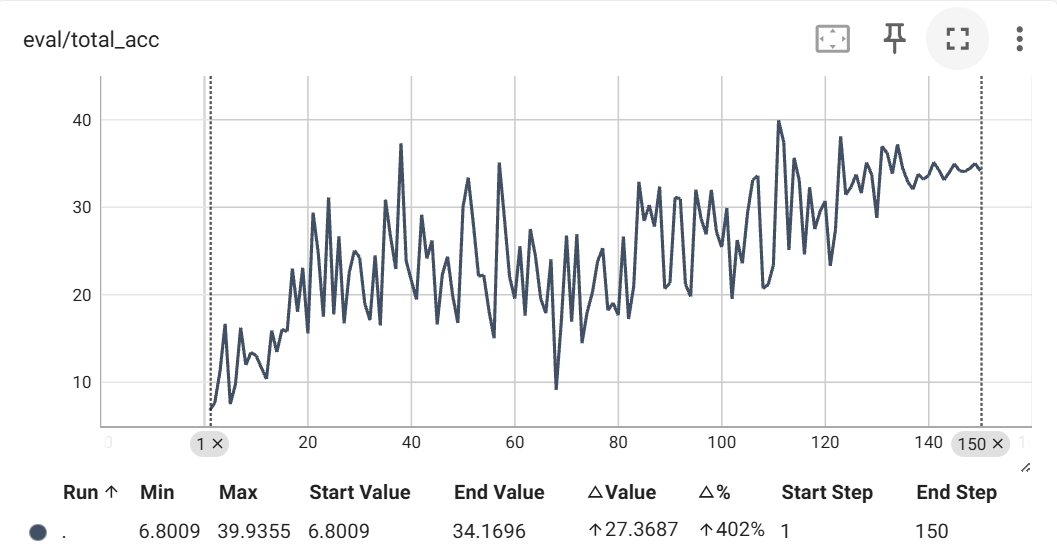 eval/total_acc
40
30
20
10
0
1 × 20 40 60 80 100 120 140 150 ×
Run ↑ Min Max Start Value End Value △Value △% Start Step End Step
. 6.8009 39.9355 6.8009 34.1696 ↑27.3687 ↑402% 1 150